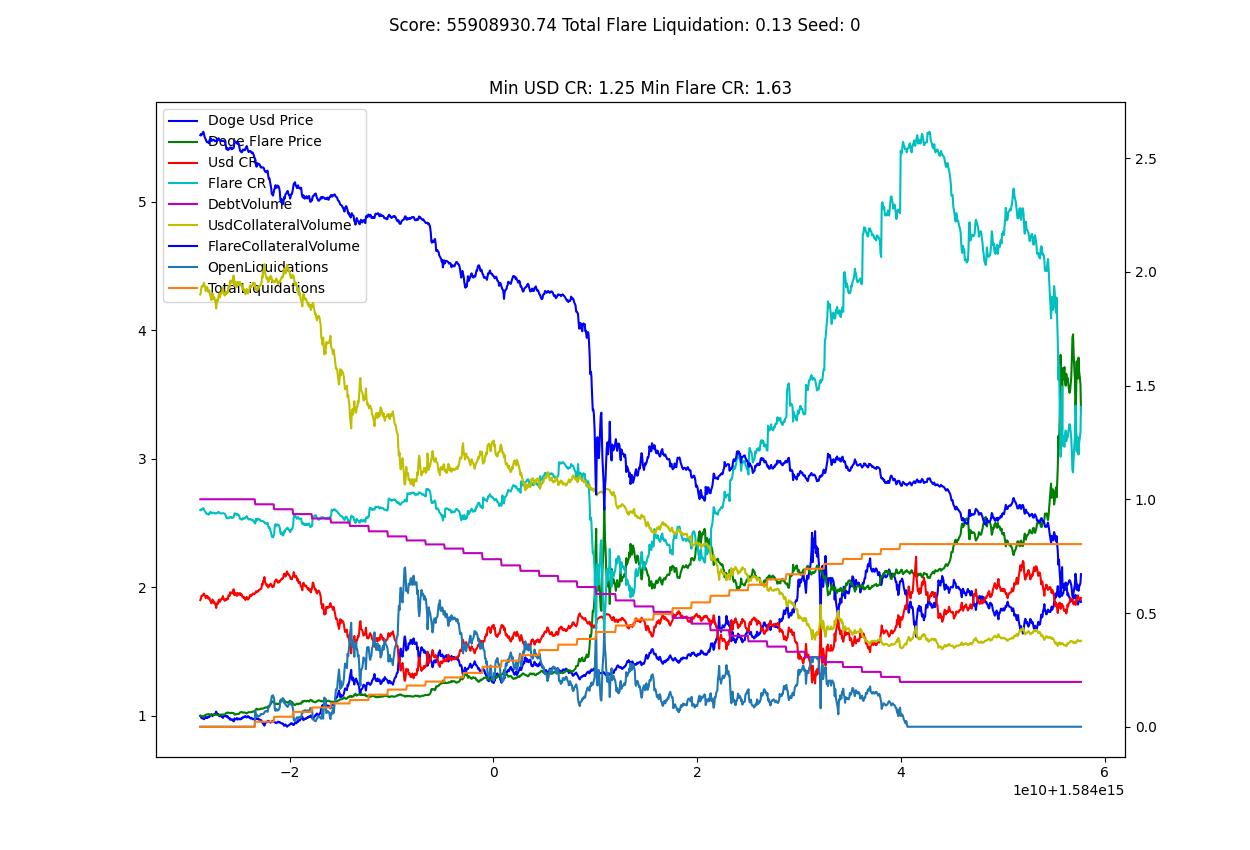 Score: 55908930.74 Total Flare Liquidation: 0.13 Seed: 0
Min USD CR: 1.25 Min Flare CR: 1.63
Doge Usd Price
Doge Flare Price
Usd CR
Flare CR
DebtVolume
UsdCollateralVolume
FlareCollateralVolume
OpenLiquidations
TotalLiquidations
5
4
3
2
1
2.5
2.0
1.5
1.0
0.5
0.0
−2
0
2
4
6
1e10+1.584e15